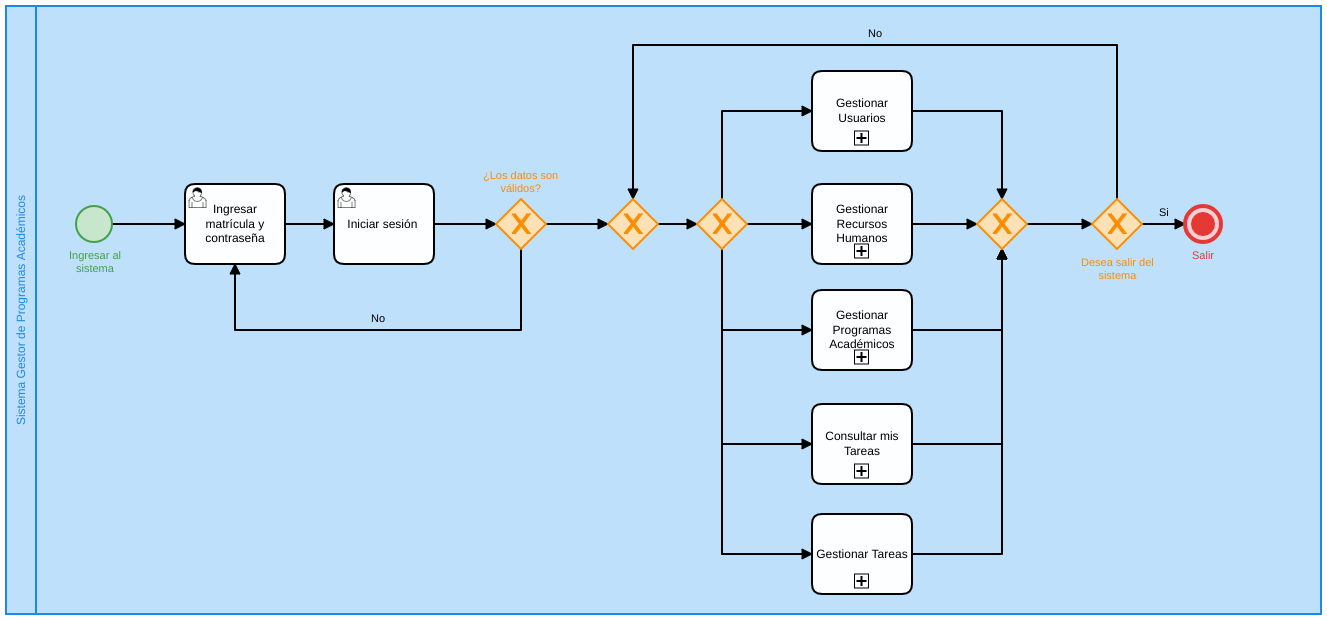 Sistema Gestor de Programas Académicos
Ingresar al
sistema
Ingresar
matrícula y
contraseña
Iniciar sesión
¿Los datos son
válidos?
No
No
Gestionar
Usuarios
Gestionar
Recursos
Humanos
Gestionar
Programas
Académicos
Consultar mis
Tareas
Gestionar Tareas
Desea salir del
sistema
Si
Salir